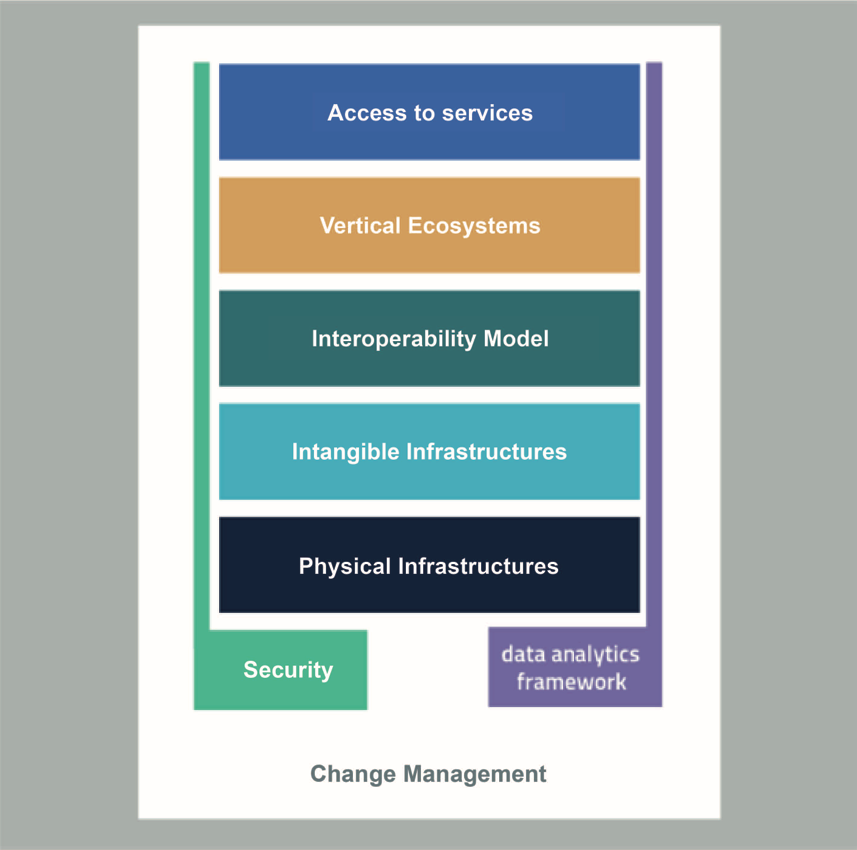 Access to services
Vertical Ecosystems
Interoperability Model
Intangible Infrastructures
Physical Infrastructures
Security
data analytics
framework
Change Management